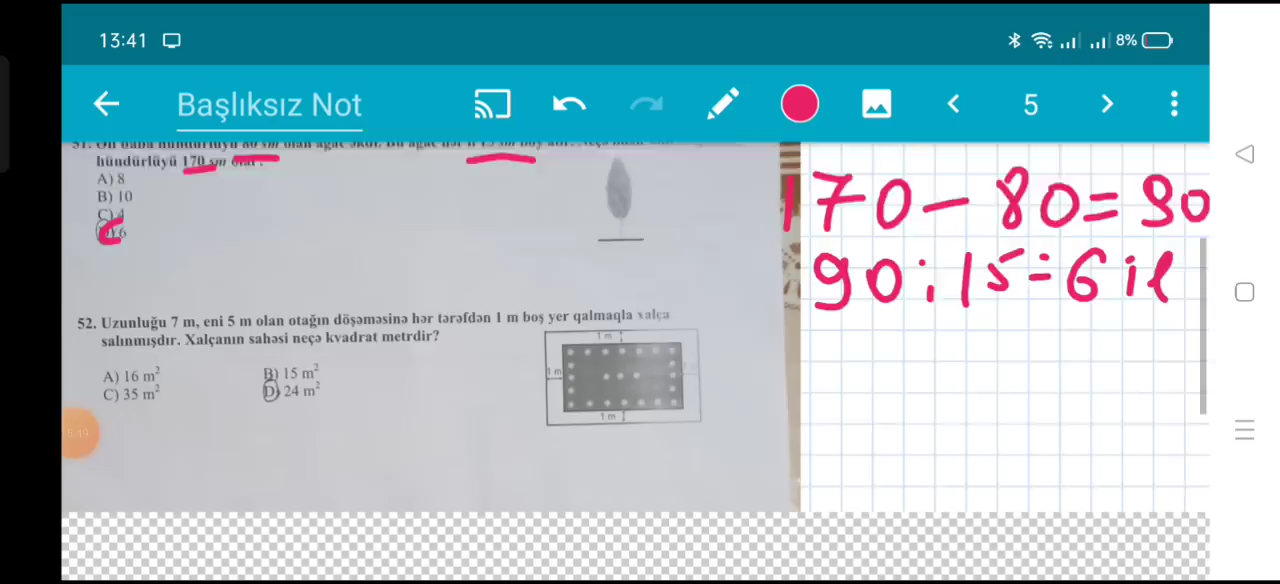 13:41
8%
Başlıksız Not
5
hündürlüyü 170 sm olar?
A) 8
B) 10
C) 4
D) 6
170-80=90
90:15=6 il
52. Uzunluğu 7 m, eni 5 m olan otağın döşəməsinə hər tərəfdən 1 m boş yer qalmaqla xalça
salınmışdır. Xalçanın sahəsi neçə kvadrat metrdir?
A) 16 m²
B) 15 m²
C) 35 m²
D) 24 m²
1 m
1 m
1 m